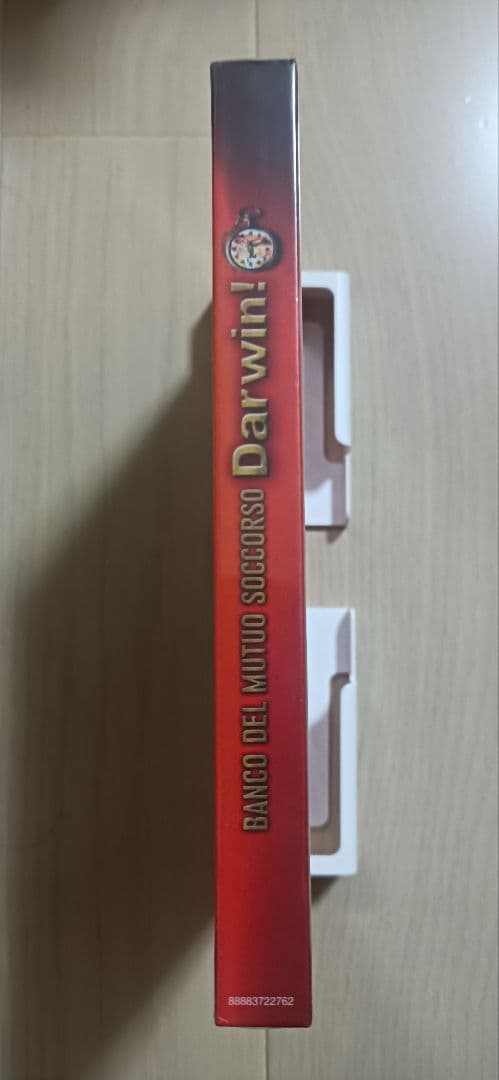 BANCO DEL MUTUO SOCCORSO Darwin!
88883722762